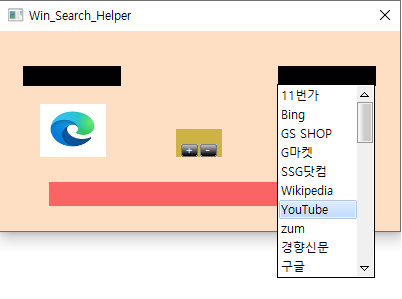 Win_Search_Helper
11번가
Bing
GS SHOP
G마켓
SSG닷컴
Wikipedia
YouTube
zum
경향신문
구글
+ -